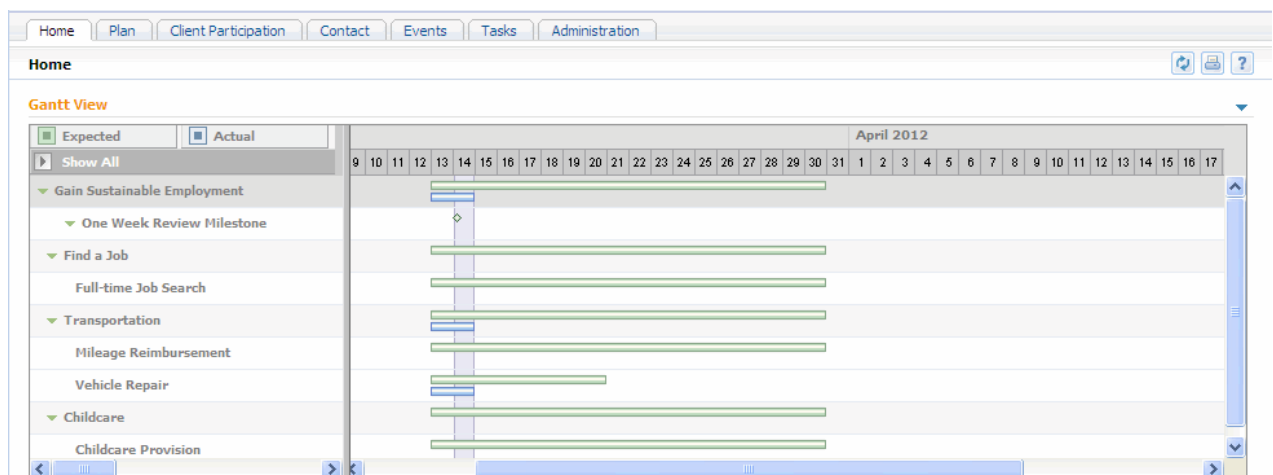 Home Plan Client Participation Contact Events Tasks Administration
Home ?
Gantt View
Expected Actual April 2012
Show All 9 10 11 12 13 14 15 16 17 18 19 20 21 22 23 24 25 26 27 28 29 30 31 1 2 3 4 5 6 7 8 9 10 11 12 13 14 15 16 17
Gain Sustainable Employment
One Week Review Milestone
Find a Job
Full-time Job Search
Transportation
Mileage Reimbursement
Vehicle Repair
Childcare
Childcare Provision